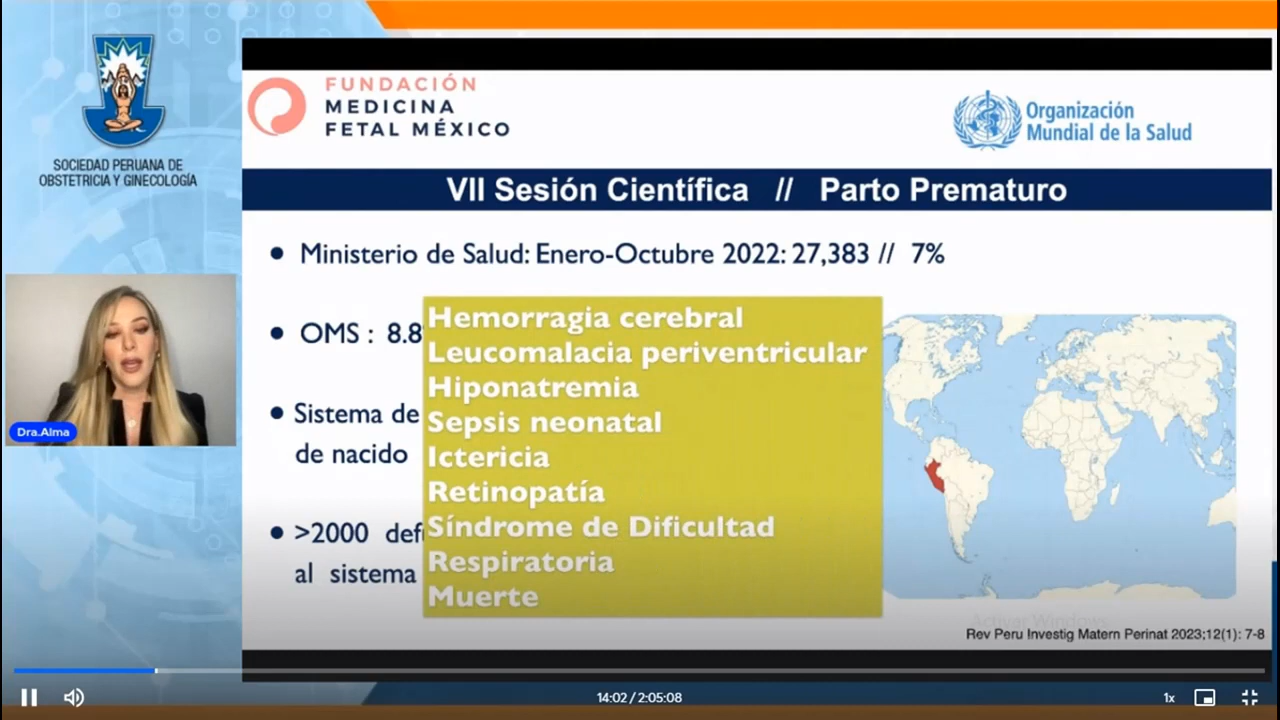 SOCIEDAD PERUANA DE
OBSTETRICIA Y GINECOLOGÍA
FUNDACIÓN
MEDICINA
FETAL MÉXICO
Organización
Mundial de la Salud
VII Sesión Científica // Parto Prematuro
• Ministerio de Salud: Enero-Octubre 2022: 27,383 // 7%
• OMS : 8.8
• Sistema de
de nacido
• >2000
al sistema
Hemorragia cerebral
Leucomalacia periventricular
Hiponatremia
Sepsis neonatal
Ictericia
Retinopatía
Síndrome de Dificultad
Respiratoria
Muerte
Dra.Alma
Activar Windows
Rev Peru Investig Matern Perinat 2023;12(1): 7-8
14:02 / 2:05:08
1x